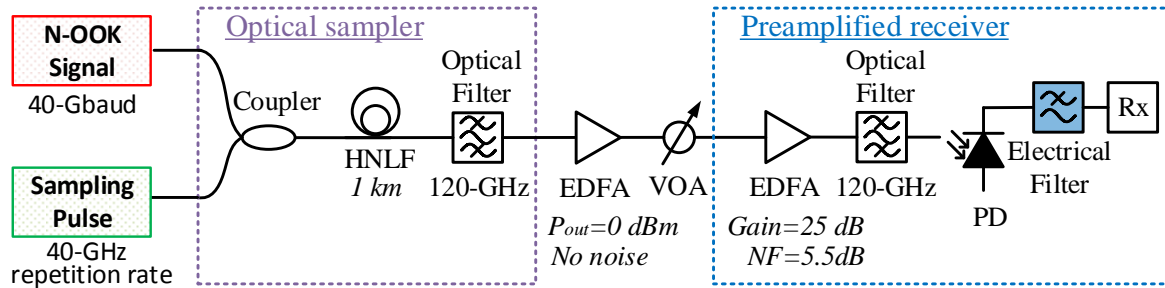 N-OOK
Signal
40-Gbaud
Sampling
Pulse
40-GHz
repetition rate
Optical sampler
Coupler
HNLF
1 km
Optical
Filter
120-GHz
EDFA
Pout=0 dBm
No noise
VOA
Preamplified receiver
EDFA
Gain=25 dB
NF=5.5dB
Optical
Filter
120-GHz
PD
Electrical
Filter
Rx